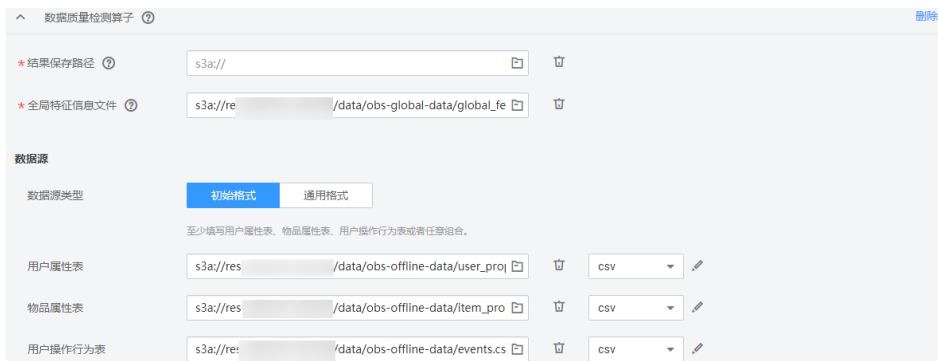 数据质量检测算子 ? 删除
* 结果保存路径 ? s3a://
* 全局特征信息文件 ? s3a://re /data/obs-global-data/global_fe
数据源
数据源类型 初始格式 通用格式
至少填写用户属性表、物品属性表、用户操作行为表或者任意组合。
用户属性表 s3a://res /data/obs-offline-data/user_pro csv
物品属性表 s3a://res /data/obs-offline-data/item_pro csv
用户操作行为表 s3a://re /data/obs-offline-data/events.cs csv